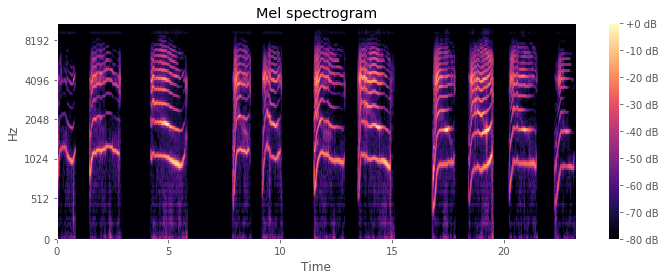 Mel spectrogram
8192
4096
2048
1024
512
0
Hz
0
5
10
15
20
Time
+0 dB
-10 dB
-20 dB
-30 dB
-40 dB
-50 dB
-60 dB
-70 dB
-80 dB